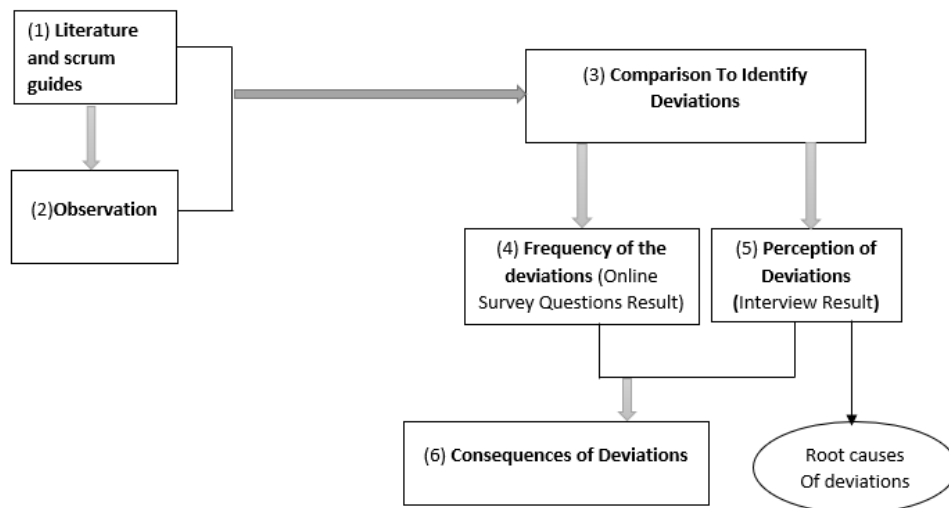 (1) Literature
and scrum
guides
(2)Observation
(3) Comparison To Identify
Deviations
(4) Frequency of the
deviations (Online
Survey Questions Result)
(5) Perception of
Deviations
(Interview Result)
(6) Consequences of Deviations
Root causes
Of deviations